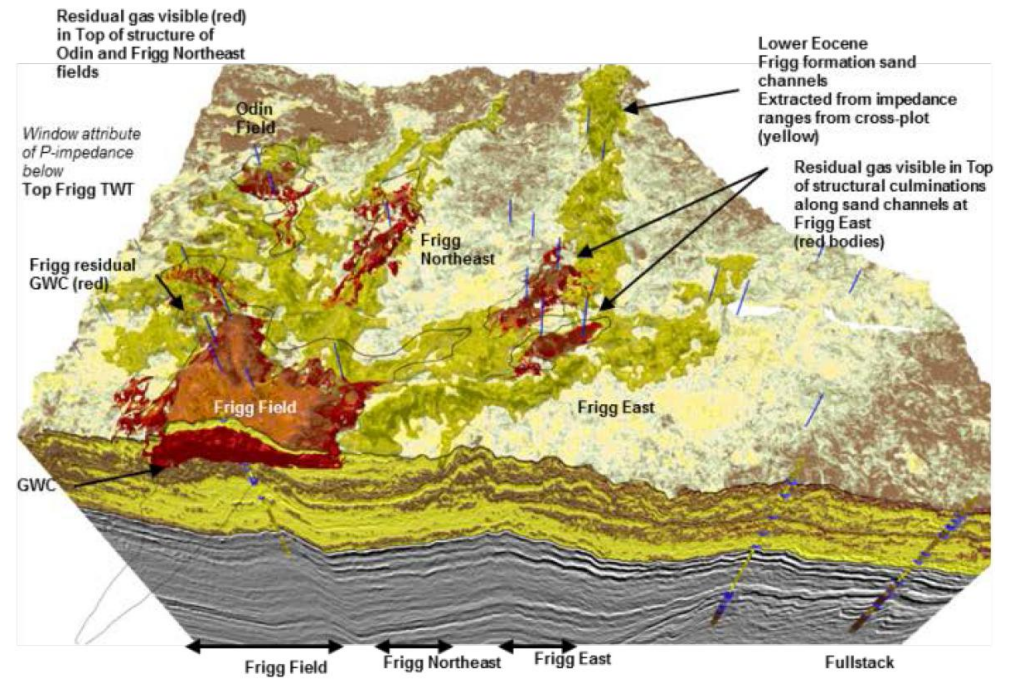 Residual gas visible (red)
in Top of structure of
Odin and Frigg Northeast
fields
Lower Eocene
Frigg formation sand
channels
Extracted from impedance
ranges from cross-plot
(yellow)
Odin
Field
Window attribute
of P-impedance
below
Top Frigg TWT
Residual gas visible in Top
of structural culminations
along sand channels at
Frigg East
(red bodies)
Frigg
Northeast
Frigg residual
GWC (red)
Frigg Field
Frigg East
GWC
Frigg Field
Frigg Northeast
Frigg East
Fullstack